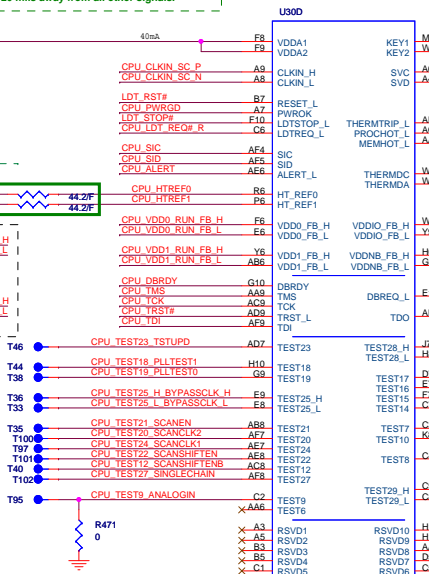 U30D
40mA
F8 VDDA1 KEY1
F9 VDDA2 KEY2
CPU_CLKIN_SC_P A9 CLKIN_H SVC
CPU_CLKIN_SC_N A8 CLKIN_L SVD
LDT_RST# B7 RESET_L
CPU_PWRGD A7 PWROK
LDT_STOP# F10 LDTSTOP_L THERMTRIP_L
CPU_LDT_REQ#_R C6 LDTREQ_L PROCHOT_L
MEMHOT_L
CPU_SIC AF4 SIC
CPU_SID AF5 SID
CPU_ALERT AE6 ALERT_L THERMDC
THERMDA
44.2/F CPU_HTREF0 R6 HT_REF0
44.2/F CPU_HTREF1 P6 HT_REF1
CPU_VDD0_RUN_FB_H F6 VDD0_FB_H VDDIO_FB_H
CPU_VDD0_RUN_FB_L E6 VDD0_FB_L VDDIO_FB_L
CPU_VDD1_RUN_FB_H Y6 VDD1_FB_H VDDNB_FB_H
CPU_VDD1_RUN_FB_L AB6 VDD1_FB_L VDDNB_FB_L
CPU_DBRDY G10 DBRDY
CPU_TMS AA9 TMS DBREQ_L
CPU_TCK AC9 TCK
CPU_TRST# AD9 TRST_L TDO
CPU_TDI AF9 TDI
T46 CPU_TEST23_TSTUPD AD7 TEST23 TEST28_H
TEST28_L
T44 CPU_TEST18_PLLTEST1 H10 TEST18
T38 CPU_TEST19_PLLTEST0 G9 TEST19 TEST17
TEST16
T36 CPU_TEST25_H_BYPASSCLK_H E9 TEST25_H TEST15
T33 CPU_TEST25_L_BYPASSCLK_L E8 TEST25_L TEST14
T35 CPU_TEST21_SCANEN AB8 TEST21 TEST7
T100 CPU_TEST20_SCANCLK2 AF7 TEST20 TEST10
T97 CPU_TEST24_SCANCLK1 AE7 TEST24
T101 CPU_TEST22_SCANSHIFTEN AE8 TEST22 TEST8
T40 CPU_TEST12_SCANSHIFTENB AC8 TEST12
T102 CPU_TEST27_SINGLECHAIN AF8 TEST27
TEST29_H
T95 CPU_TEST9_ANALOGIN C2 TEST9 TEST29_L
AA6 TEST6
R471
0
A3 RSVD1 RSVD10
A5 RSVD2 RSVD9
B3 RSVD3 RSVD8
B5 RSVD4 RSVD7
C1 RSVD5 RSVD6